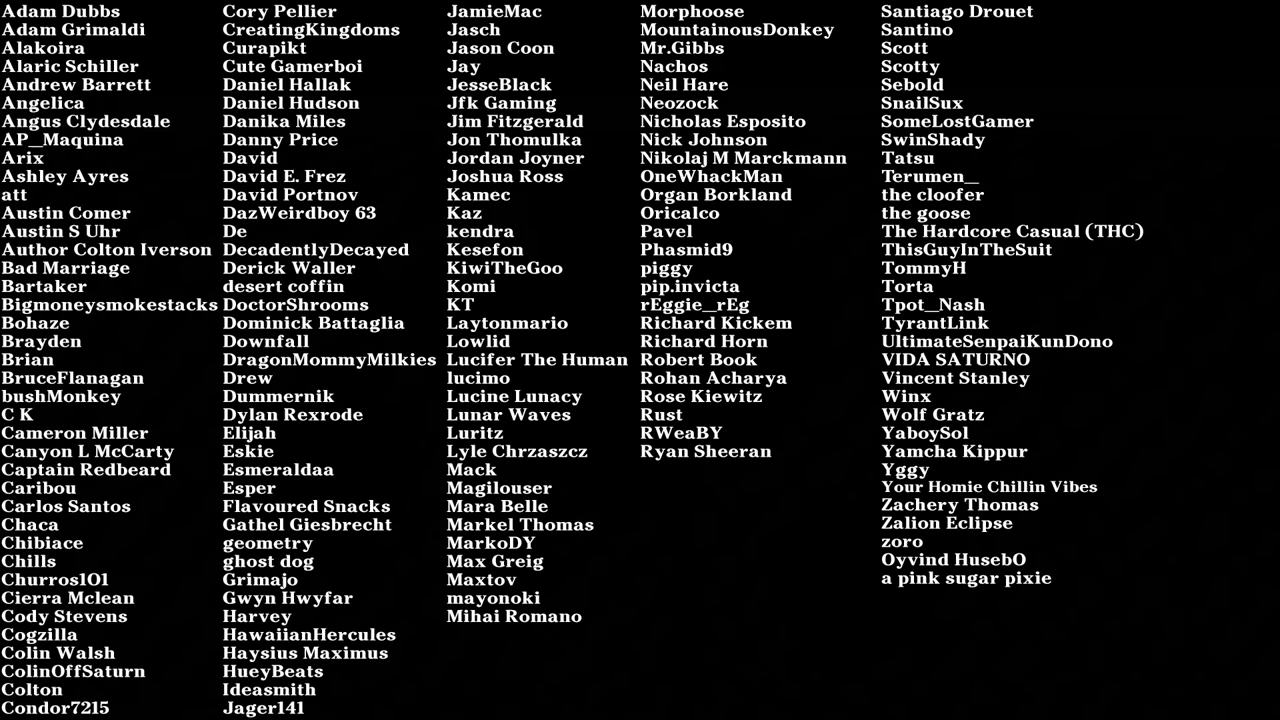 Adam Dubbs
Adam Grimaldi
Alakoira
Alaric Schiller
Andrew Barrett
Angelica
Angus Clydesdale
AP_Maquina
Arix
Ashley Ayres
att
Austin Comer
Austin S Uhr
Author Colton Iverson
Bad Marriage
Bartaker
Bigmoneysmokestacks
Bohaze
Brayden
Brian
BruceFlanagan
bushMonkey
C K
Cameron Miller
Canyon L McCarty
Captain Redbeard
Caribou
Carlos Santos
Chaca
Chibiace
Chills
Churros101
Cierra Mclean
Cody Stevens
Cogzilla
Colin Walsh
ColinOffSaturn
Colton
Condor7215
Cory Pellier
CreatingKingdoms
Curapikt
Cute Gamerboi
Daniel Hallak
Daniel Hudson
Danika Miles
Danny Price
David
David E. Frez
David Portnov
DazWeirdboy 63
De
DecadentlyDecayed
Derick Waller
desert coffin
DoctorShrooms
Dominick Battaglia
Downfall
DragonMommyMilkies
Drew
Dummernik
Dylan Rexrode
Elijah
Eskie
Esmeraldaa
Esper
Flavoured Snacks
Gathel Giesbrecht
geometry
ghost dog
Grimajo
Gwyn Hwyfar
Harvey
HawaiianHercules
Haysius Maximus
HueyBeats
Ideasmith
Jager141
JamieMac
Jasch
Jason Coon
Jay
JesseBlack
Jfk Gaming
Jim Fitzgerald
Jon Thomulka
Jordan Joyner
Joshua Ross
Kamec
Kaz
kendra
Kesefon
KiwiTheGoo
Komi
KT
Laytonmario
Lowlid
Lucifer The Human
lucimo
Lucine Lunacy
Lunar Waves
Luritz
Lyle Chrzaszcz
Mack
Magilouser
Mara Belle
Markel Thomas
MarkoDY
Max Greig
Maxtov
mayonoki
Mihai Romano
Morphoose
MountainousDonkey
Mr.Gibbs
Nachos
Neil Hare
Neozock
Nicholas Esposito
Nick Johnson
Nikolaj M Marckmann
OneWhackMan
Organ Borkland
Oricalco
Pavel
Phasmid9
piggy
pip.invicta
rEggie_rEg
Richard Kickem
Richard Horn
Robert Book
Rohan Acharya
Rose Kiewitz
Rust
RWeaBY
Ryan Sheeran
Santiago Drouet
Santino
Scott
Scotty
Sebold
SnailSux
SomeLostGamer
SwinShady
Tatsu
Terumen_
the cloofer
the goose
The Hardcore Casual (THC)
ThisGuyInTheSuit
TommyH
Torta
Tpot_Nash
TyrantLink
UltimateSenpaiKunDono
VIDA SATURNO
Vincent Stanley
Winx
Wolf Gratz
YaboySol
Yamcha Kippur
Yggy
Your Homie Chillin Vibes
Zachery Thomas
Zalion Eclipse
zoro
Oyvind HusebO
a pink sugar pixie